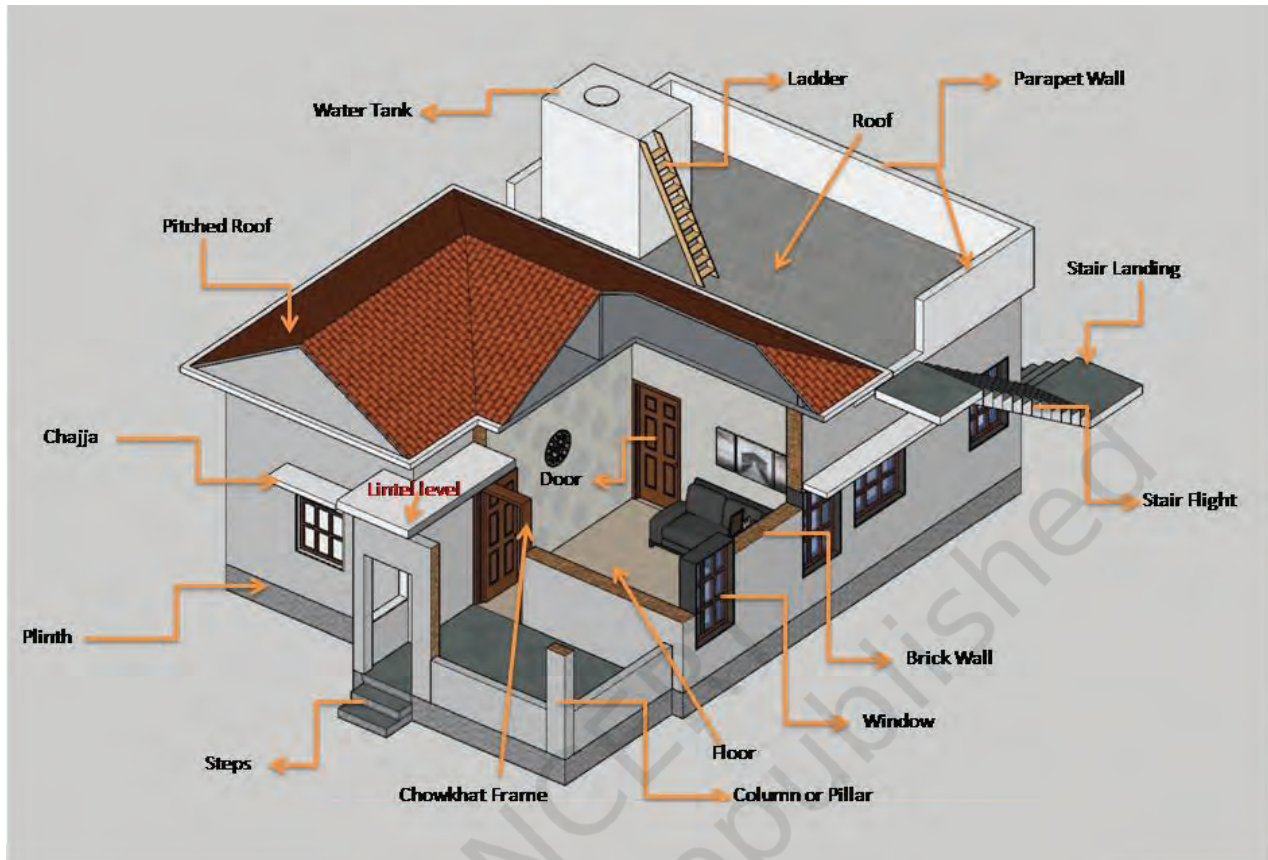 Ladder
Parapet Wall
Water Tank
Roof
Pitched Roof
Stair Landing
Chajja
Lintel level
Door
Stair Flight
Plinth
Brick Wall
Window
Floor
Steps
Chowkhat Frame
Column or Pillar